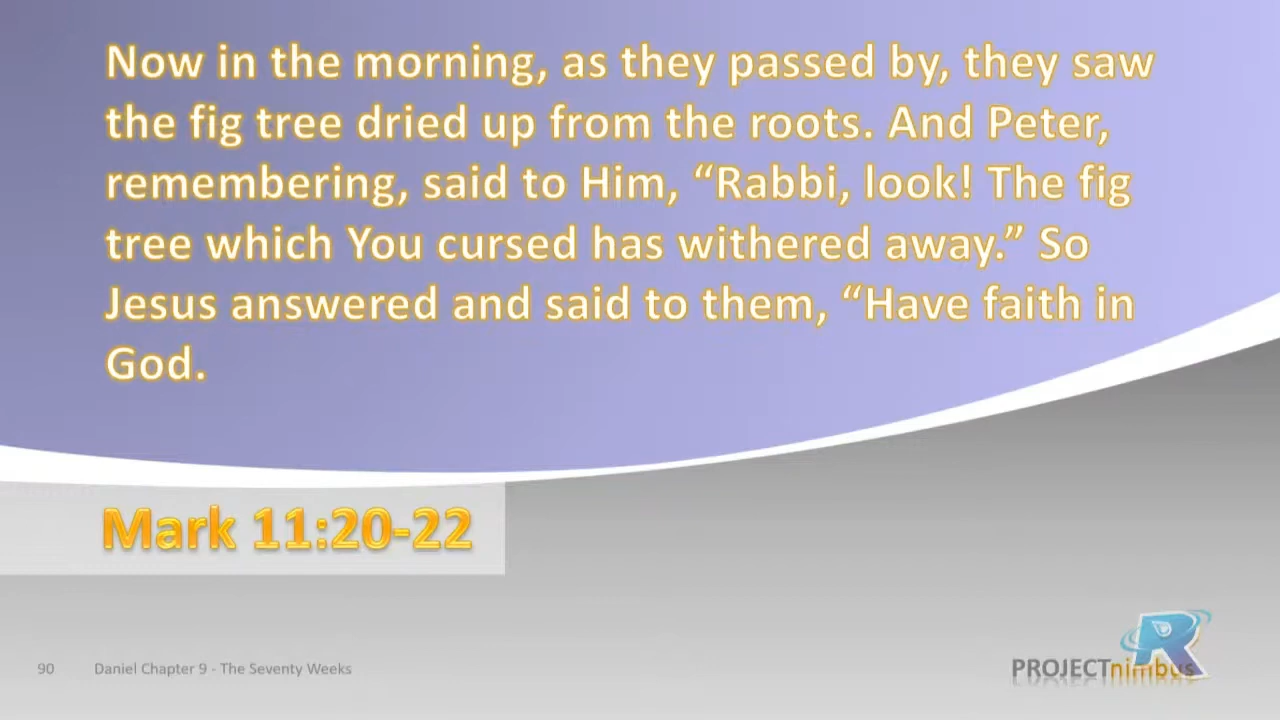 Now in the morning, as they passed by, they saw
the fig tree dried up from the roots. And Peter,
remembering, said to Him, “Rabbi, look! The fig
tree which You cursed has withered away.” So
Jesus answered and said to them, “Have faith in
God.
Mark 11:20-22
90 Daniel Chapter 9 - The Seventy Weeks
R
PROJECTnimbus